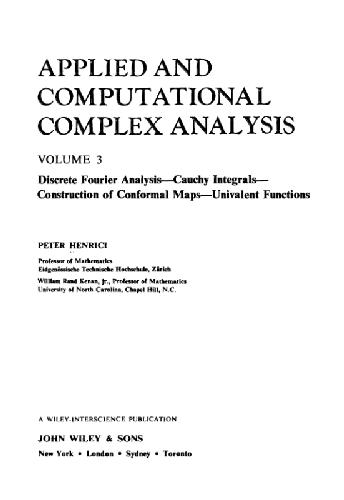 APPLIED AND
COMPUTATIONAL
COMPLEX ANALYSIS
VOLUME 3
Discrete Fourier Analysis—Cauchy Integrals—
Construction of Conformal Maps—Univalent Functions
PETER HENRICI
Professor of Mathematics
Eidgenössische Technische Hochschule, Zürich
William Rand Kenan, Jr., Professor of Mathematics
University of North Carolina, Chapel Hill, N.C.
A WILEY-INTERSCIENCE PUBLICATION
JOHN WILEY & SONS
New York • London • Sydney • Toronto